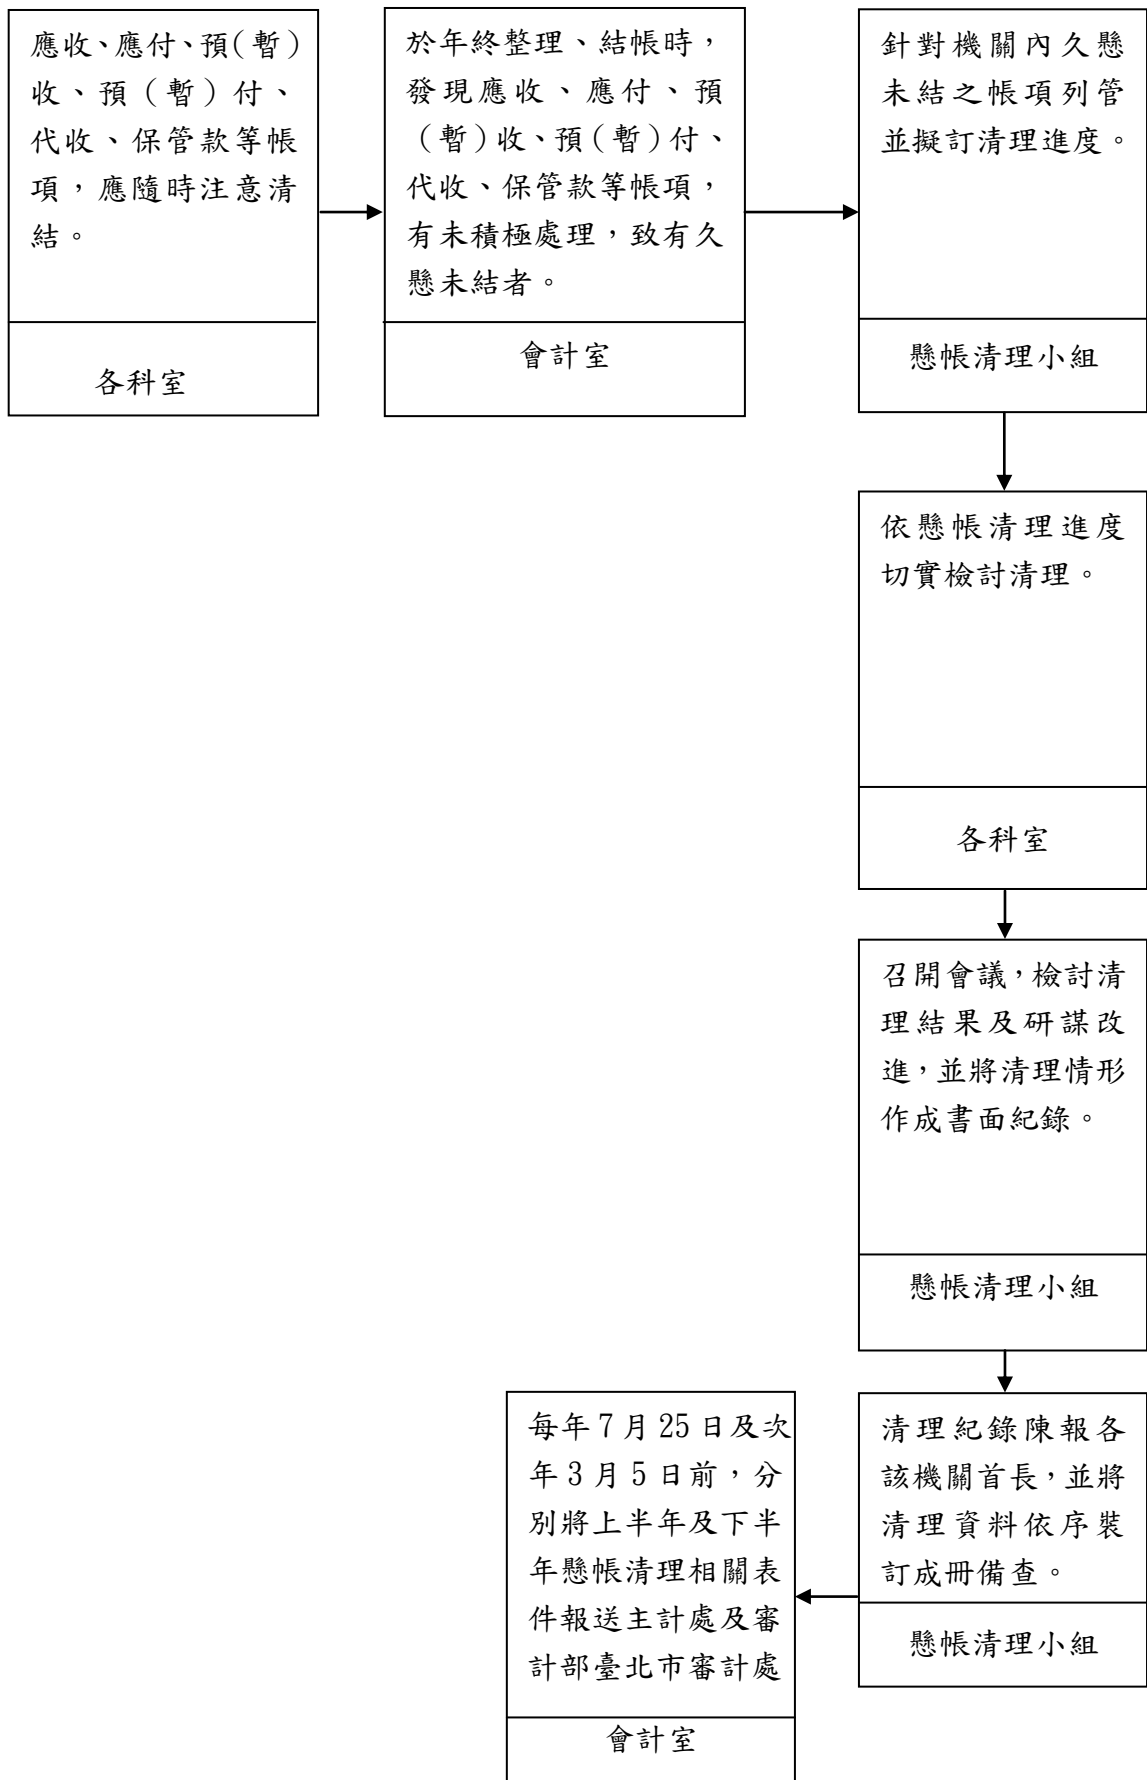 應收、應付、預(暫)
收、預(暫)付、
代收、保管款等帳
項，應隨時注意清
結。
各科室
於年終整理、結帳時，
發現應收、應付、預
(暫)收、預(暫)付、
代收、保管款等帳項，
有未積極處理，致有久
懸未結者。
會計室
針對機關內久懸
未結之帳項列管
並擬訂清理進度。
懸帳清理小組
依懸帳清理進度
切實檢討清理。
各科室
召開會議，檢討清
理結果及研謀改
進，並將清理情形
作成書面紀錄。
懸帳清理小組
清理紀錄陳報各
該機關首長，並將
清理資料依序裝
訂成冊備查。
懸帳清理小組
每年7月25日及次
年3月5日前，分
別將上半年及下半
年懸帳清理相關表
件報送主計處及審
計部臺北市審計處
會計室